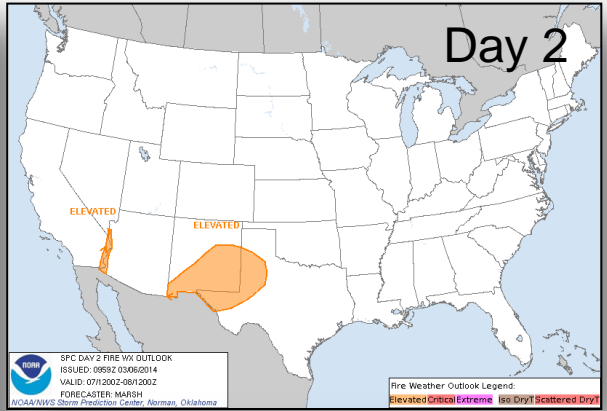 Day 2
ELEVATED
ELEVATED
NOAA
SPC DAY 2 FIRE WX OUTLOOK
ISSUED: 0959Z 03/06/2014
VALID: 07/1200Z-08/1200Z
FORECASTER: MARSH
NOAA/NWS Storm Prediction Center, Norman, Oklahoma
Fire Weather Outlook Legend:
Elevated Critical Extreme Iso DryT Scattered DryT